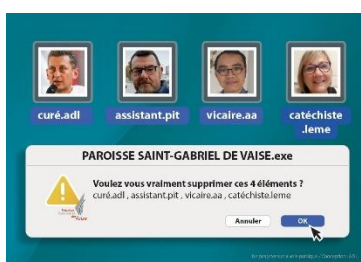 curé.adl
assistant.pit
vicaire.aa
catéchiste
.leme
PAROISSE SAINT-GABRIEL DE VAISE.exe
Voulez vous vraiment supprimer ces 4 éléments ?
curé.adl , assistant.pit , vicaire.aa , catéchiste.leme
Annuler
OK